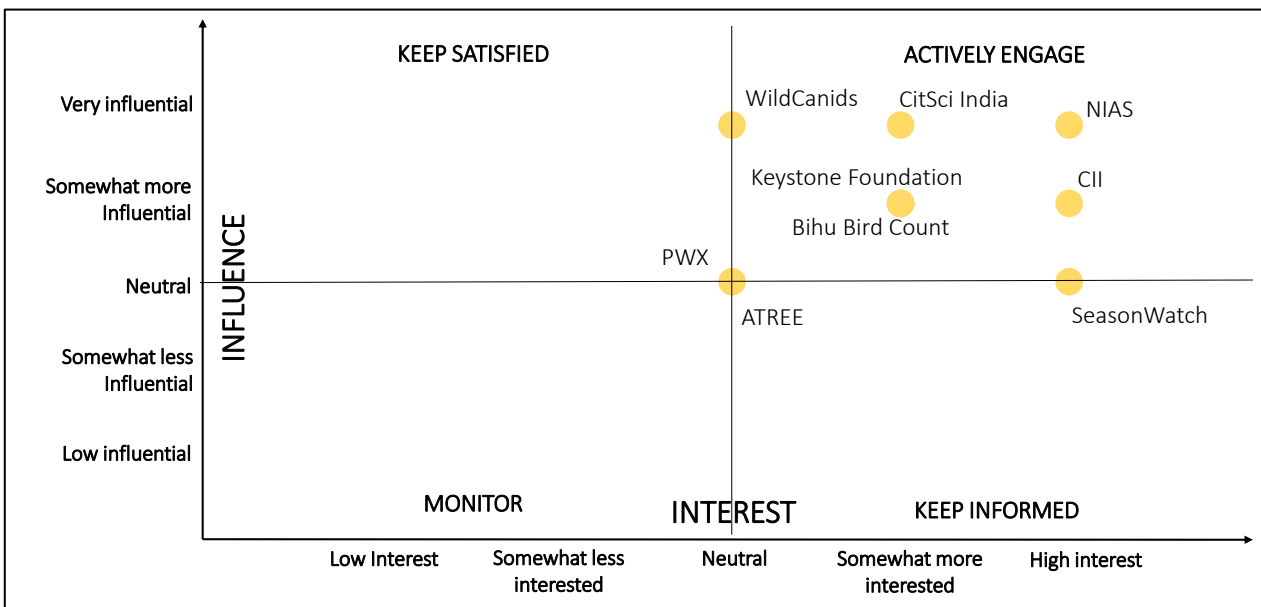 KEEP SATISFIED
ACTIVELY ENGAGE
Very influential
WildCanids
CitSci India
NIAS
Somewhat more
Influential
Keystone Foundation
CII
Bihu Bird Count
INFLUENCE
PWX
Neutral
ATREE
SeasonWatch
Somewhat less
Influential
Low influential
MONITOR
INTEREST
KEEP INFORMED
Low Interest
Somewhat less
interested
Neutral
Somewhat more
interested
High interest